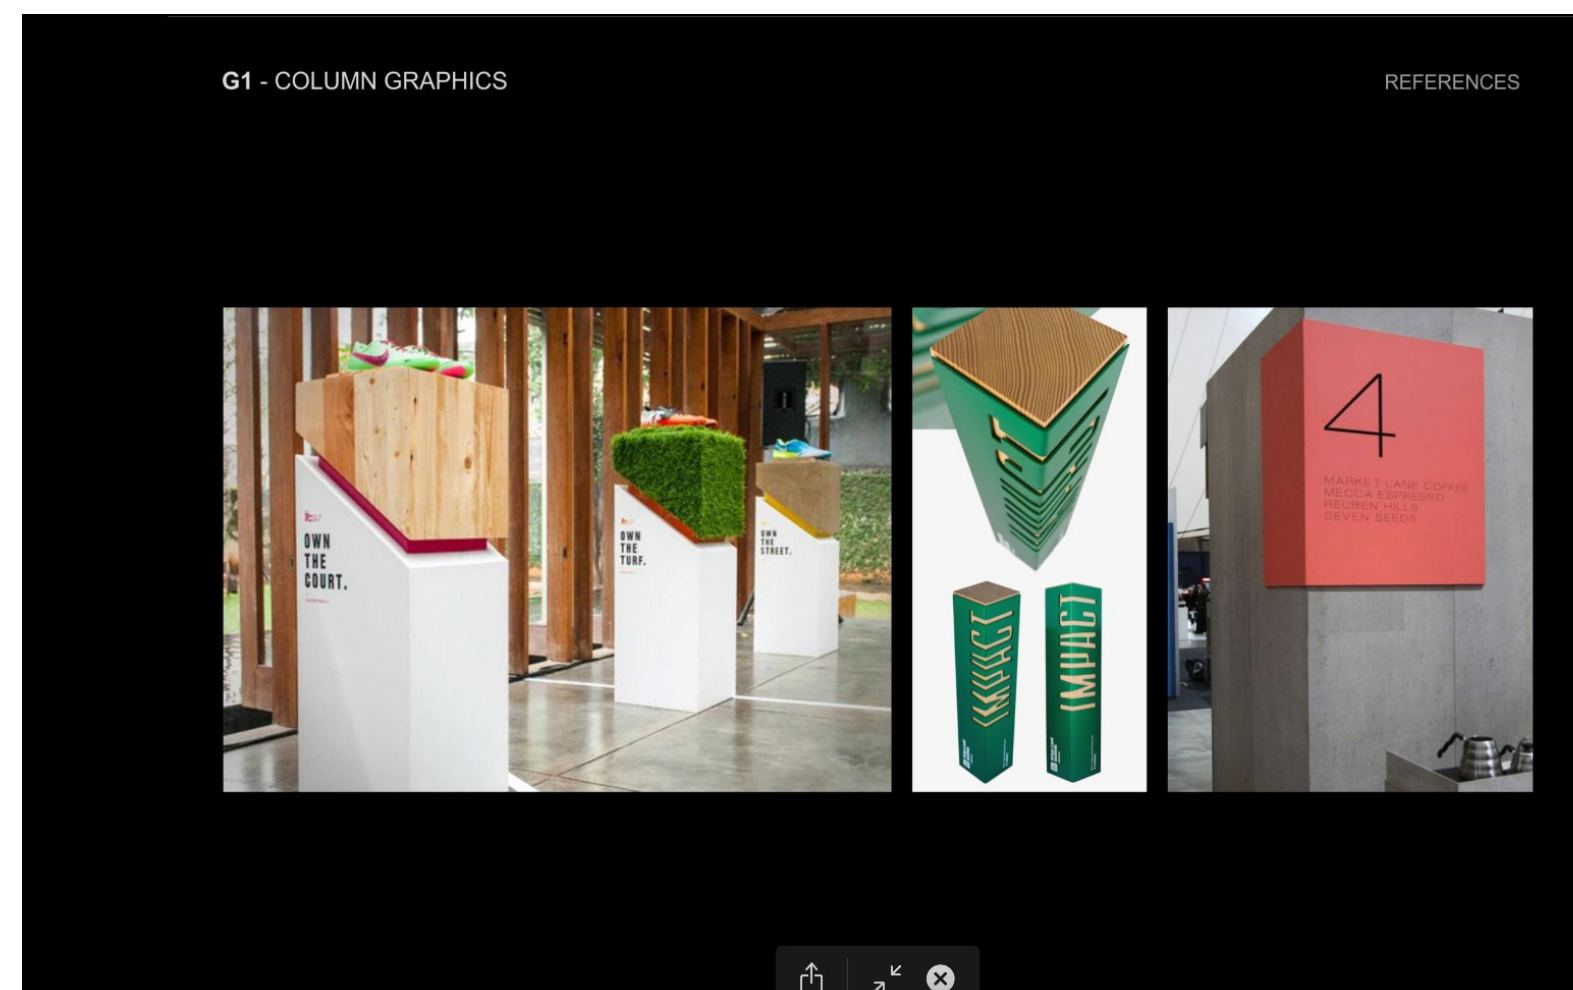 G1 - COLUMN GRAPHICS
REFERENCES
OWN
THE
COURT.
OWN
THE
TURF.
OWN
THE
STREET.
IMPACT
IMPACT
4
MARKET LANE COFFEE
MECCA ESPRESSO
REUBEN HILLS
SEVEN SEEDS